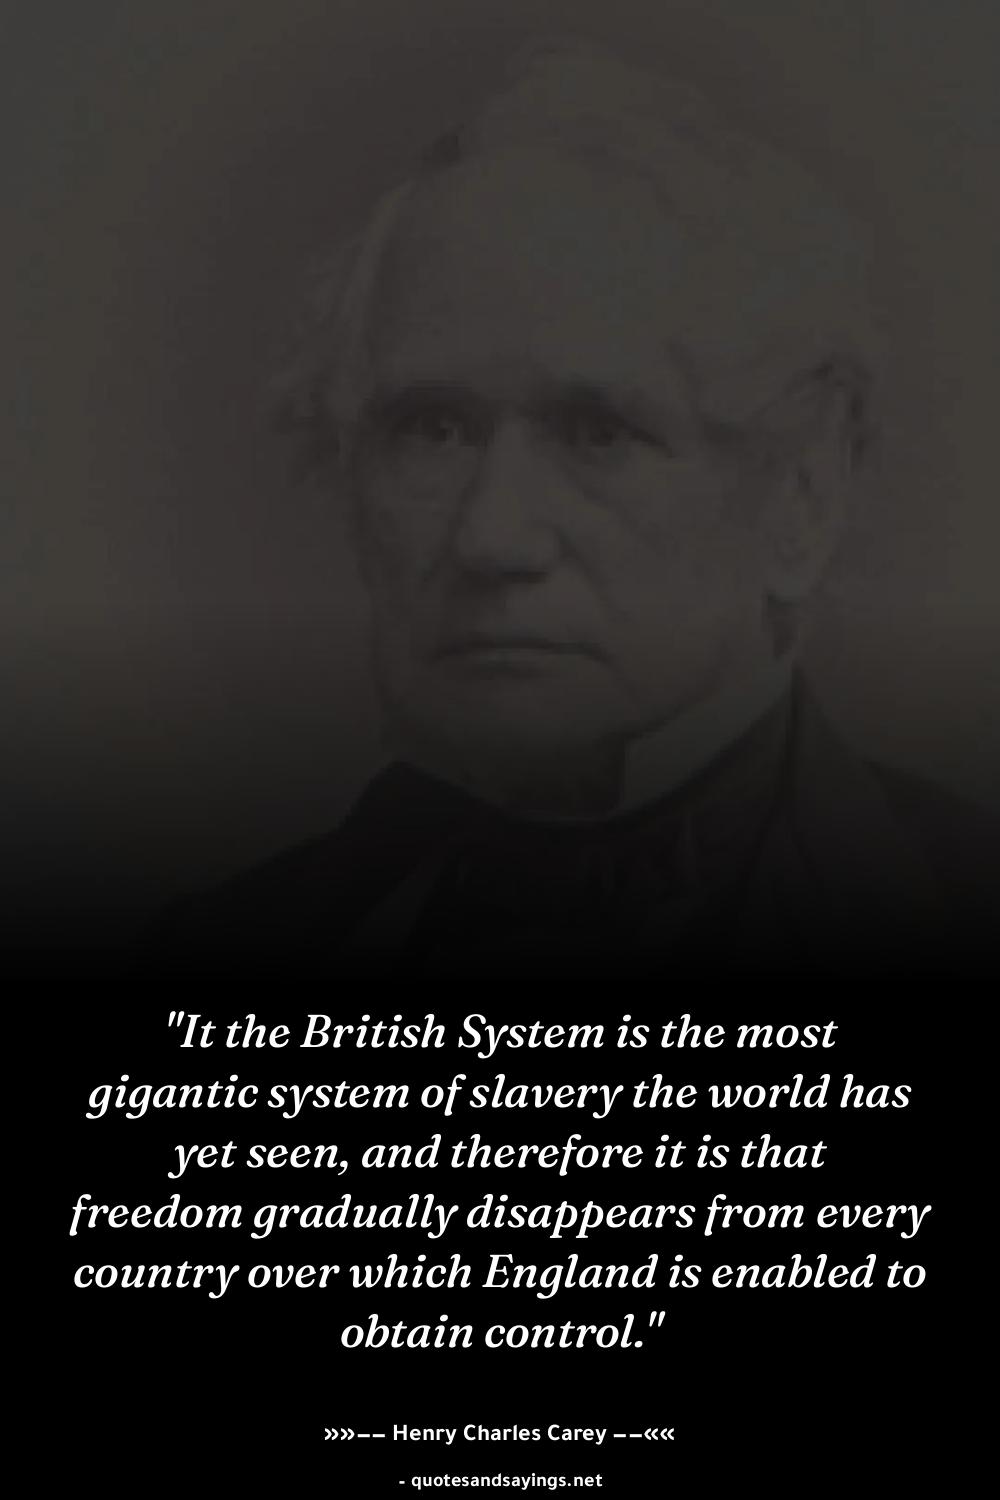 "It the British System is the most
gigantic system of slavery the world has
yet seen, and therefore it is that
freedom gradually disappears from every
country over which England is enabled to
obtain control."
»»−− Henry Charles Carey −−««
- quotesandsayings.net